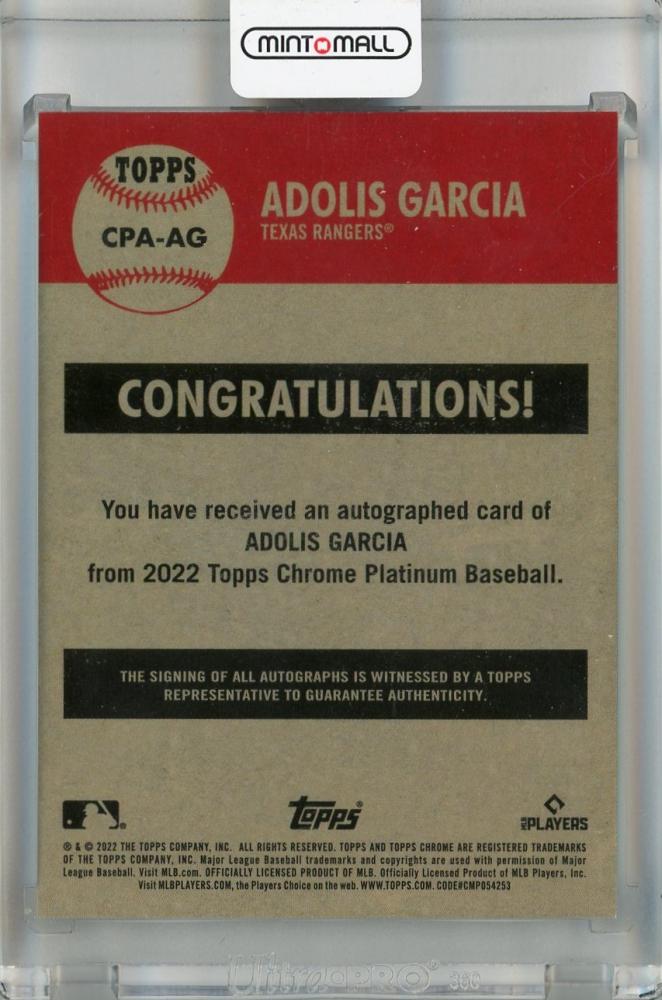 MINT MALL
TOPPS
CPA-AG
ADOLIS GARCIA
TEXAS RANGERS®
CONGRATULATIONS!
You have received an autographed card of
ADOLIS GARCIA
from 2022 Topps Chrome Platinum Baseball.
THE SIGNING OF ALL AUTOGRAPHS IS WITNESSED BY A TOPPS
REPRESENTATIVE TO GUARANTEE AUTHENTICITY.
topps®
MLB PLAYERS
® & © 2022 THE TOPPS COMPANY, INC. ALL RIGHTS RESERVED. TOPPS AND TOPPS CHROME ARE REGISTERED TRADEMARKS
OF THE TOPPS COMPANY, INC. Major League Baseball trademarks and copyrights are used with permission of Major
League Baseball. Visit MLB.com. OFFICIALLY LICENSED PRODUCT OF MLB. Officially Licensed Product of MLB Players, Inc.
Visit MLBPLAYERS.COM, the Players Choice on the web. WWW.TOPPS.COM. CODE#CMP054253
Ultra PRO®